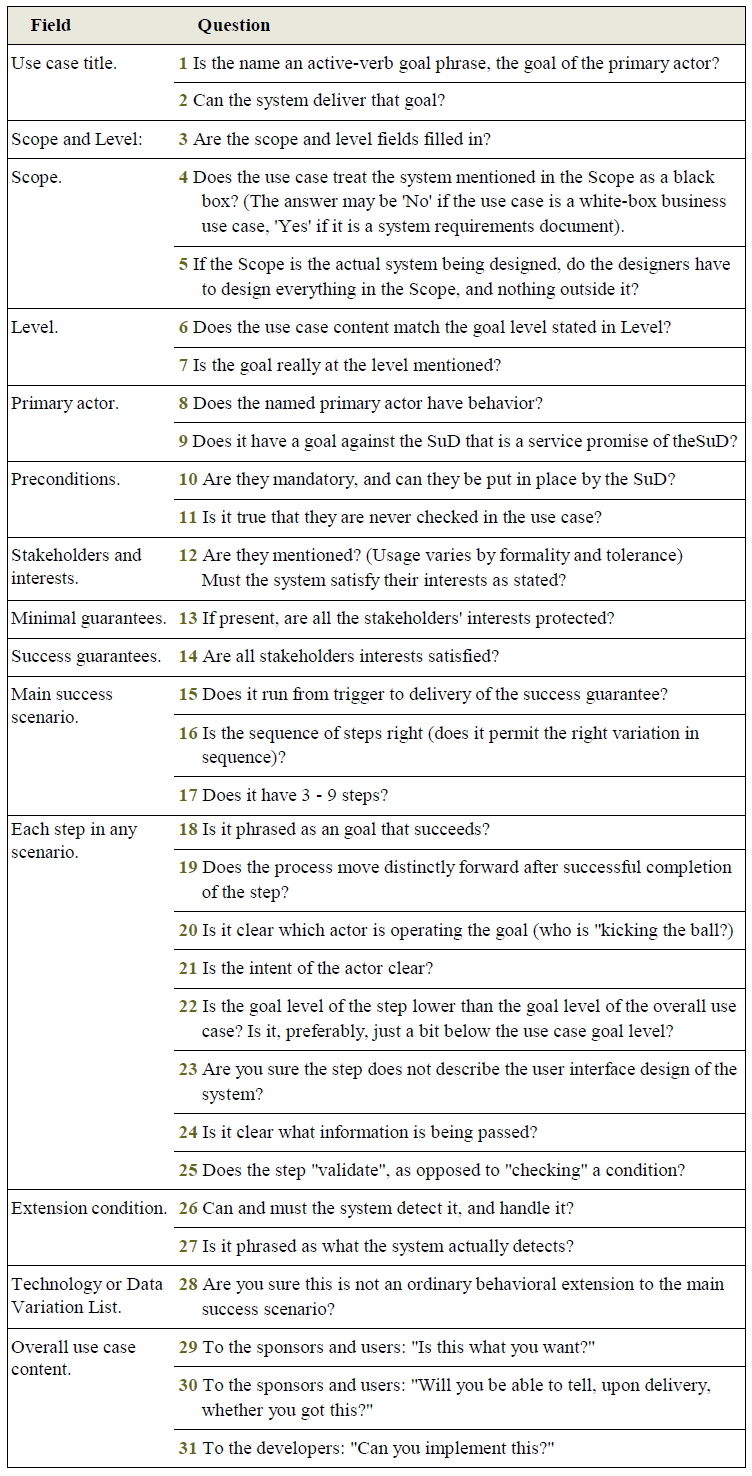 Field Question
Use case title. 1 Is the name an active-verb goal phrase, the goal of the primary actor?
2 Can the system deliver that goal?
Scope and Level: 3 Are the scope and level fields filled in?
Scope. 4 Does the use case treat the system mentioned in the Scope as a black
box? (The answer may be 'No' if the use case is a white-box business
use case, 'Yes' if it is a system requirements document).
5 If the Scope is the actual system being designed, do the designers have
to design everything in the Scope, and nothing outside it?
Level. 6 Does the use case content match the goal level stated in Level?
7 Is the goal really at the level mentioned?
Primary actor. 8 Does the named primary actor have behavior?
9 Does it have a goal against the SuD that is a service promise of theSuD?
Preconditions. 10 Are they mandatory, and can they be put in place by the SuD?
11 Is it true that they are never checked in the use case?
Stakeholders and 12 Are they mentioned? (Usage varies by formality and tolerance)
interests. Must the system satisfy their interests as stated?
Minimal guarantees. 13 If present, are all the stakeholders' interests protected?
Success guarantees. 14 Are all stakeholders interests satisfied?
Main success 15 Does it run from trigger to delivery of the success guarantee?
scenario.
16 Is the sequence of steps right (does it permit the right variation in
sequence)?
17 Does it have 3 - 9 steps?
Each step in any 18 Is it phrased as an goal that succeeds?
scenario.
19 Does the process move distinctly forward after successful completion
of the step?
20 Is it clear which actor is operating the goal (who is "kicking the ball?)
21 Is the intent of the actor clear?
22 Is the goal level of the step lower than the goal level of the overall use
case? Is it, preferably, just a bit below the use case goal level?
23 Are you sure the step does not describe the user interface design of the
system?
24 Is it clear what information is being passed?
25 Does the step "validate", as opposed to "checking" a condition?
Extension condition. 26 Can and must the system detect it, and handle it?
27 Is it phrased as what the system actually detects?
Technology or Data 28 Are you sure this is not an ordinary behavioral extension to the main
Variation List. success scenario?
Overall use case 29 To the sponsors and users: "Is this what you want?"
content.
30 To the sponsors and users: "Will you be able to tell, upon delivery,
whether you got this?"
31 To the developers: "Can you implement this?"